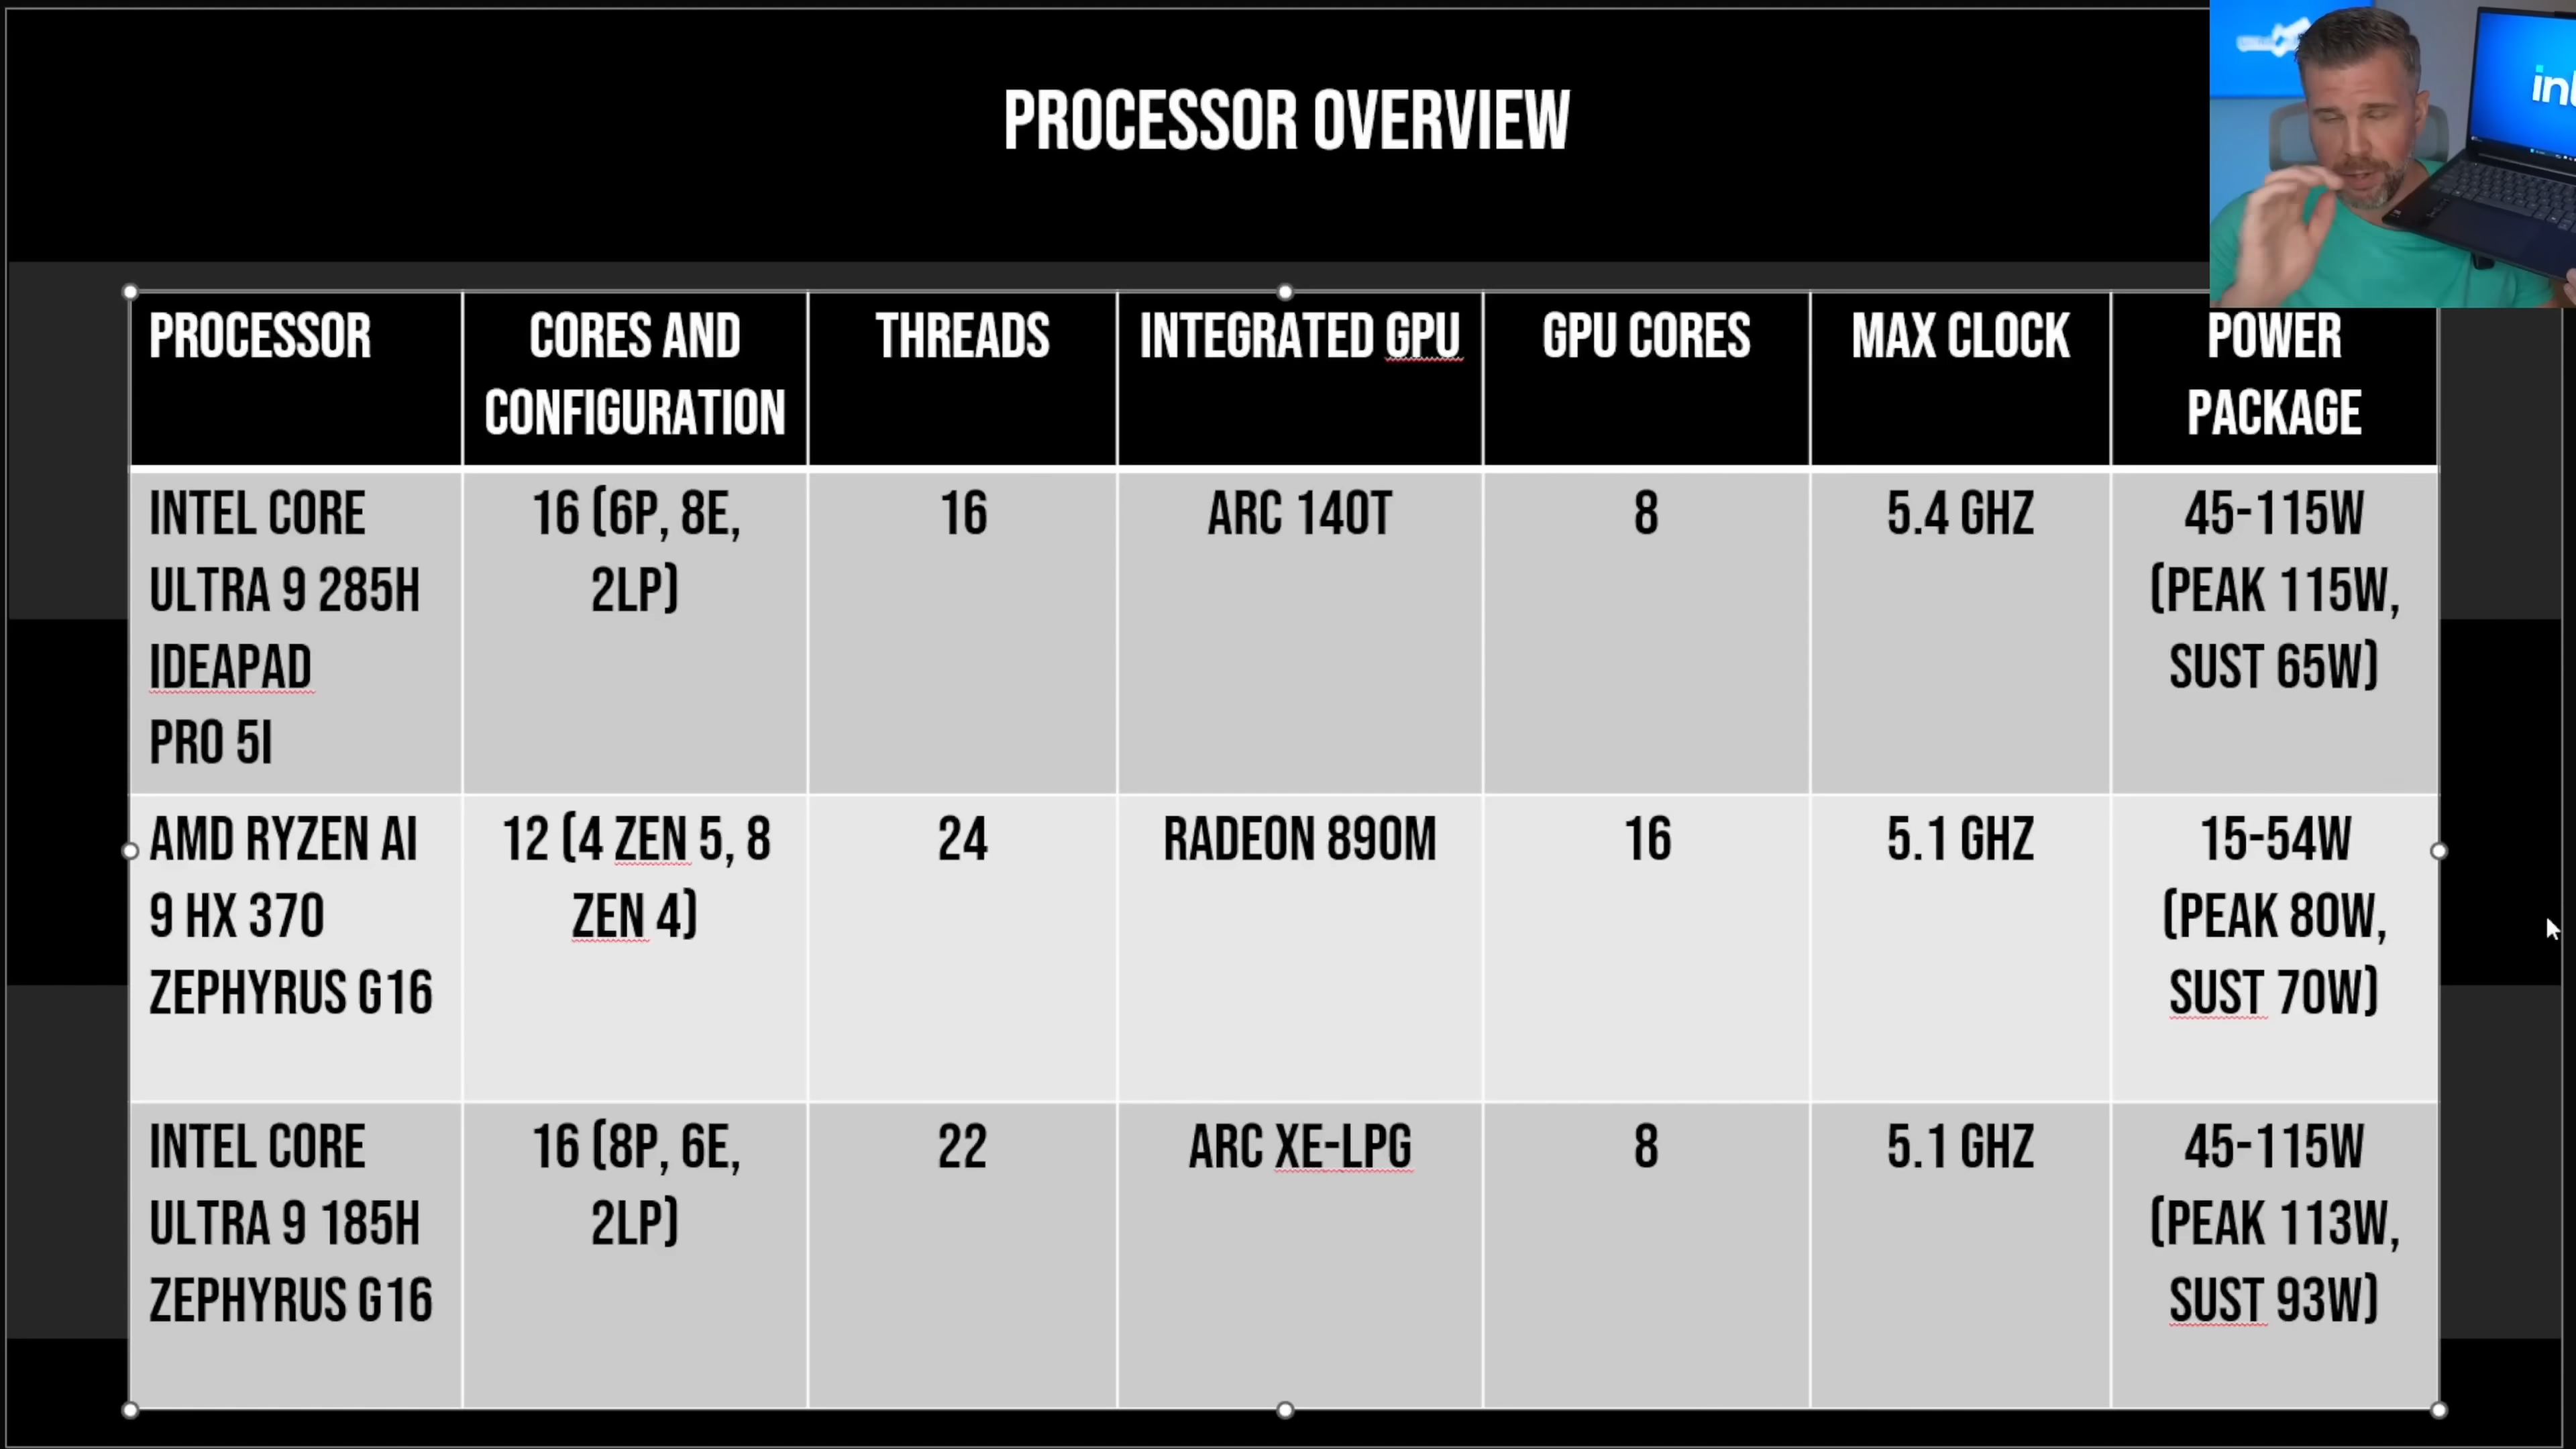 PROCESSOR OVERVIEW
PROCESSOR
CORES AND
CONFIGURATION
THREADS
INTEGRATED GPU
GPU CORES
MAX CLOCK
POWER
PACKAGE
INTEL CORE
ULTRA 9 285H
IDEAPAD
PRO 5I
16 (6P, 8E,
2LP)
16
ARC 140T
8
5.4 GHZ
45-115W
(PEAK 115W,
SUST 65W)
AMD RYZEN AI
9 HX 370
ZEPHYRUS G16
12 (4 ZEN 5, 8
ZEN 4)
24
RADEON 890M
16
5.1 GHZ
15-54W
(PEAK 80W,
SUST 70W)
INTEL CORE
ULTRA 9 185H
ZEPHYRUS G16
16 (8P, 6E,
2LP)
22
ARC XE-LPG
8
5.1 GHZ
45-115W
(PEAK 113W,
SUST 93W)